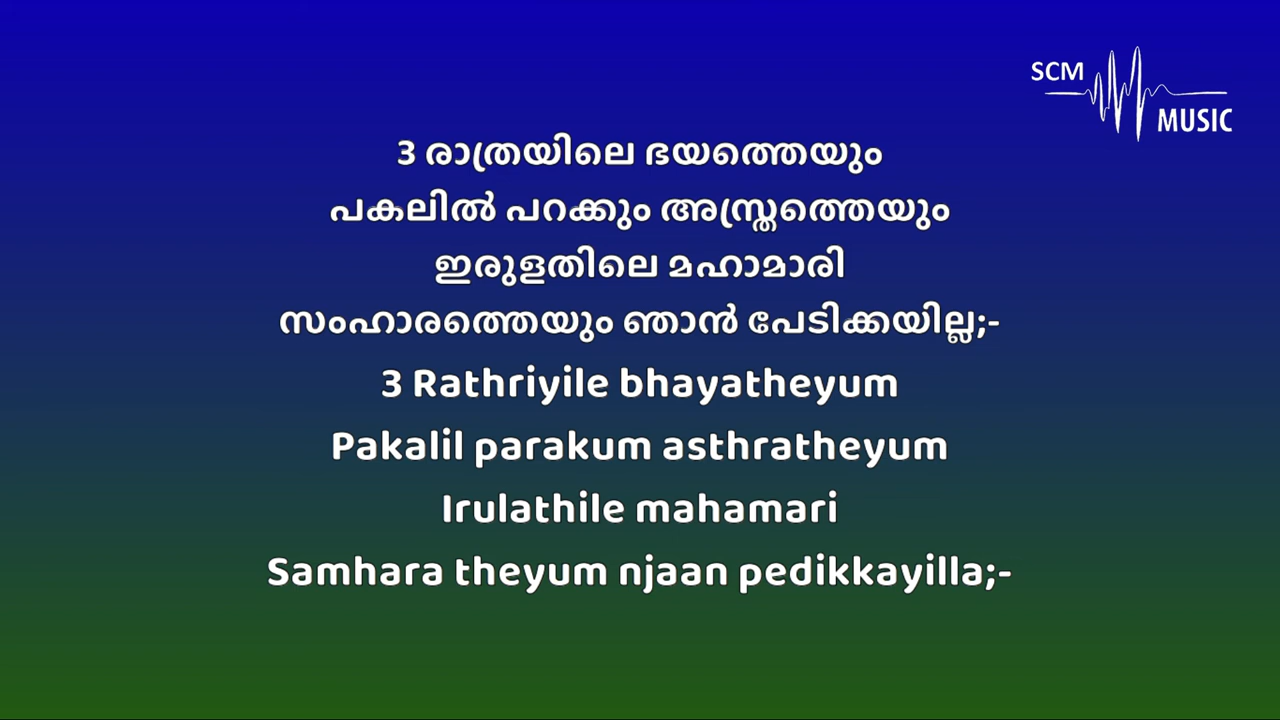 SCM
MUSIC
3 രാത്രയിലെ ഭയത്തെയും
പകലിൽ പറക്കും അസ്ത്രത്തെയും
ഇരുളതിലെ മഹാമാരി
സംഹാരത്തെയും ഞാൻ പേടിക്കയില്ല;-
3 Rathriyile bhayatheyum
Pakalil parakum asthratheyum
Irulathile mahamari
Samhara theyum njaan pedikkayilla;-